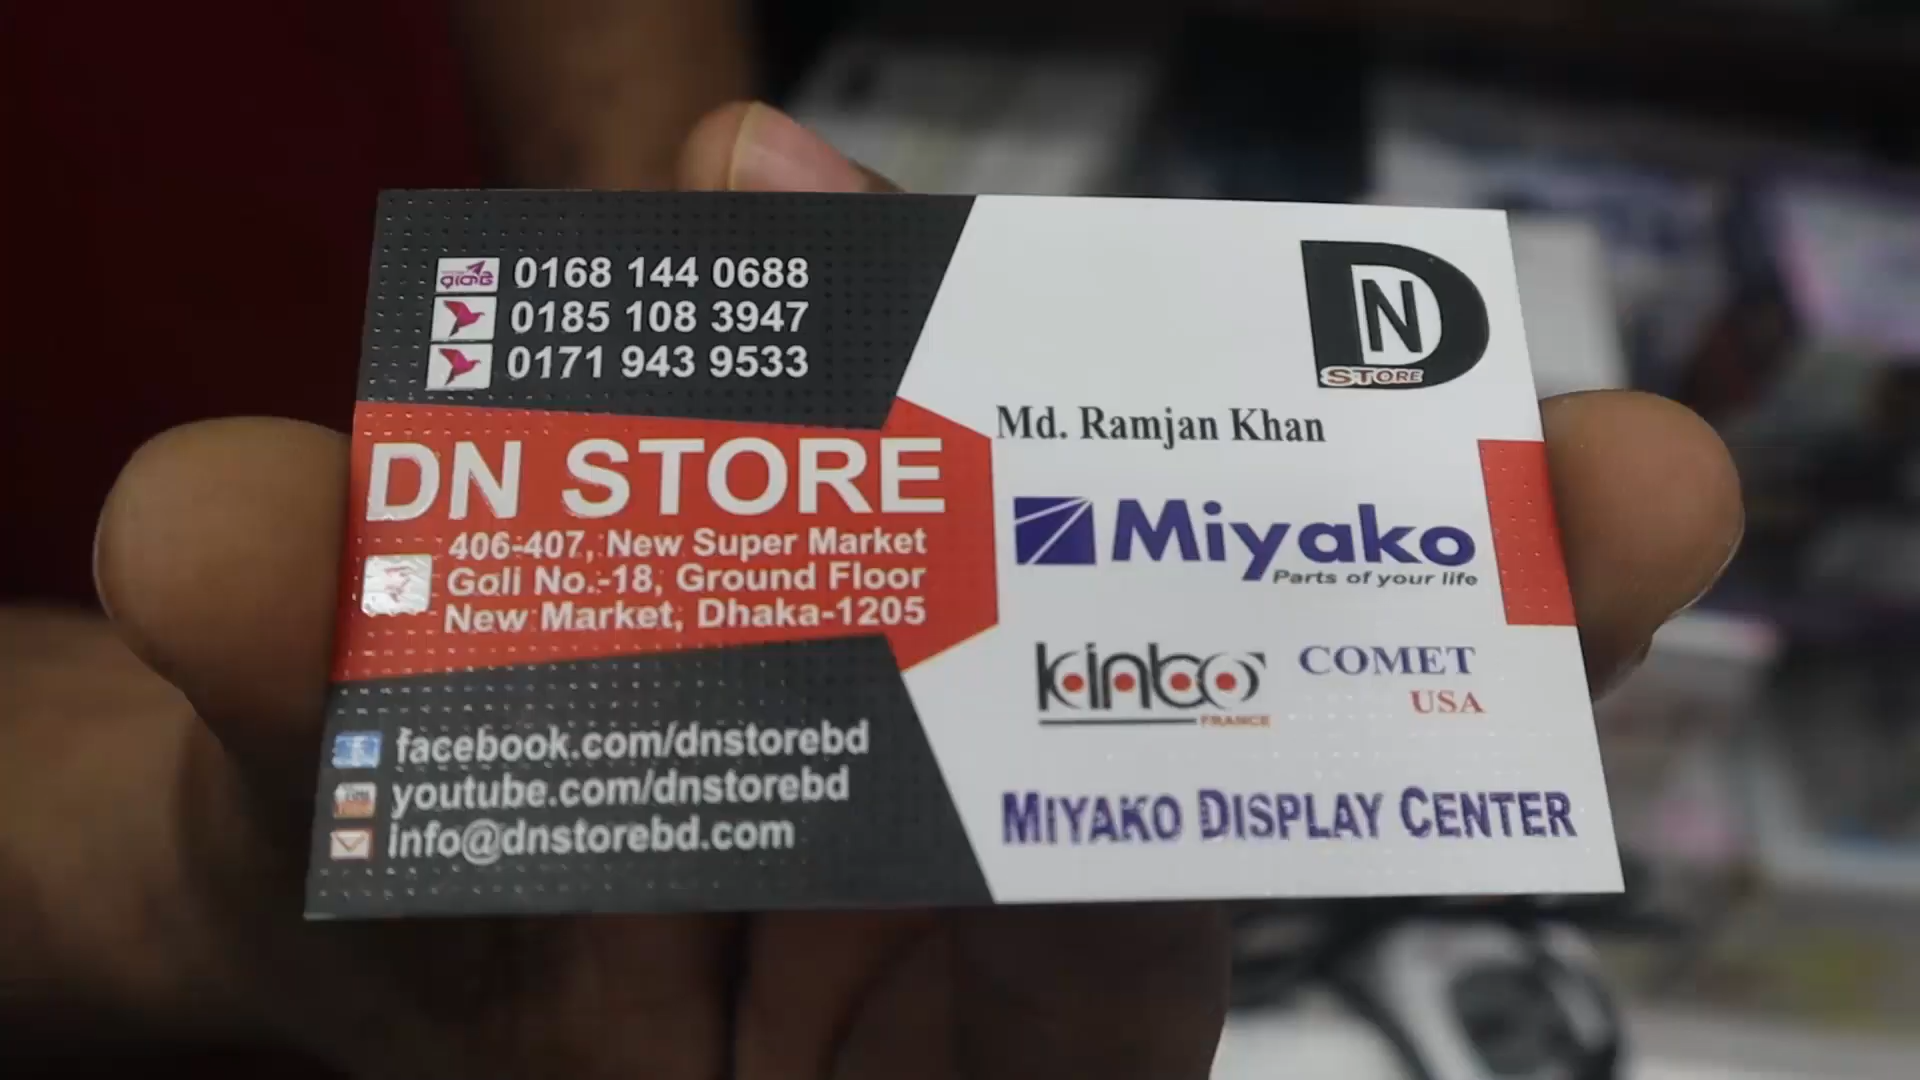 0168 144 0688
0185 108 3947
0171 943 9533
DN STORE
406-407, New Super Market
Goli No.-18, Ground Floor
New Market, Dhaka-1205
facebook.com/dnstorebd
youtube.com/dnstorebd
info@dnstorebd.com
DN
STORE
Md. Ramjan Khan
Miyako
Parts of your life
kinbo
FRANCE
COMET
USA
MIYAKO DISPLAY CENTER